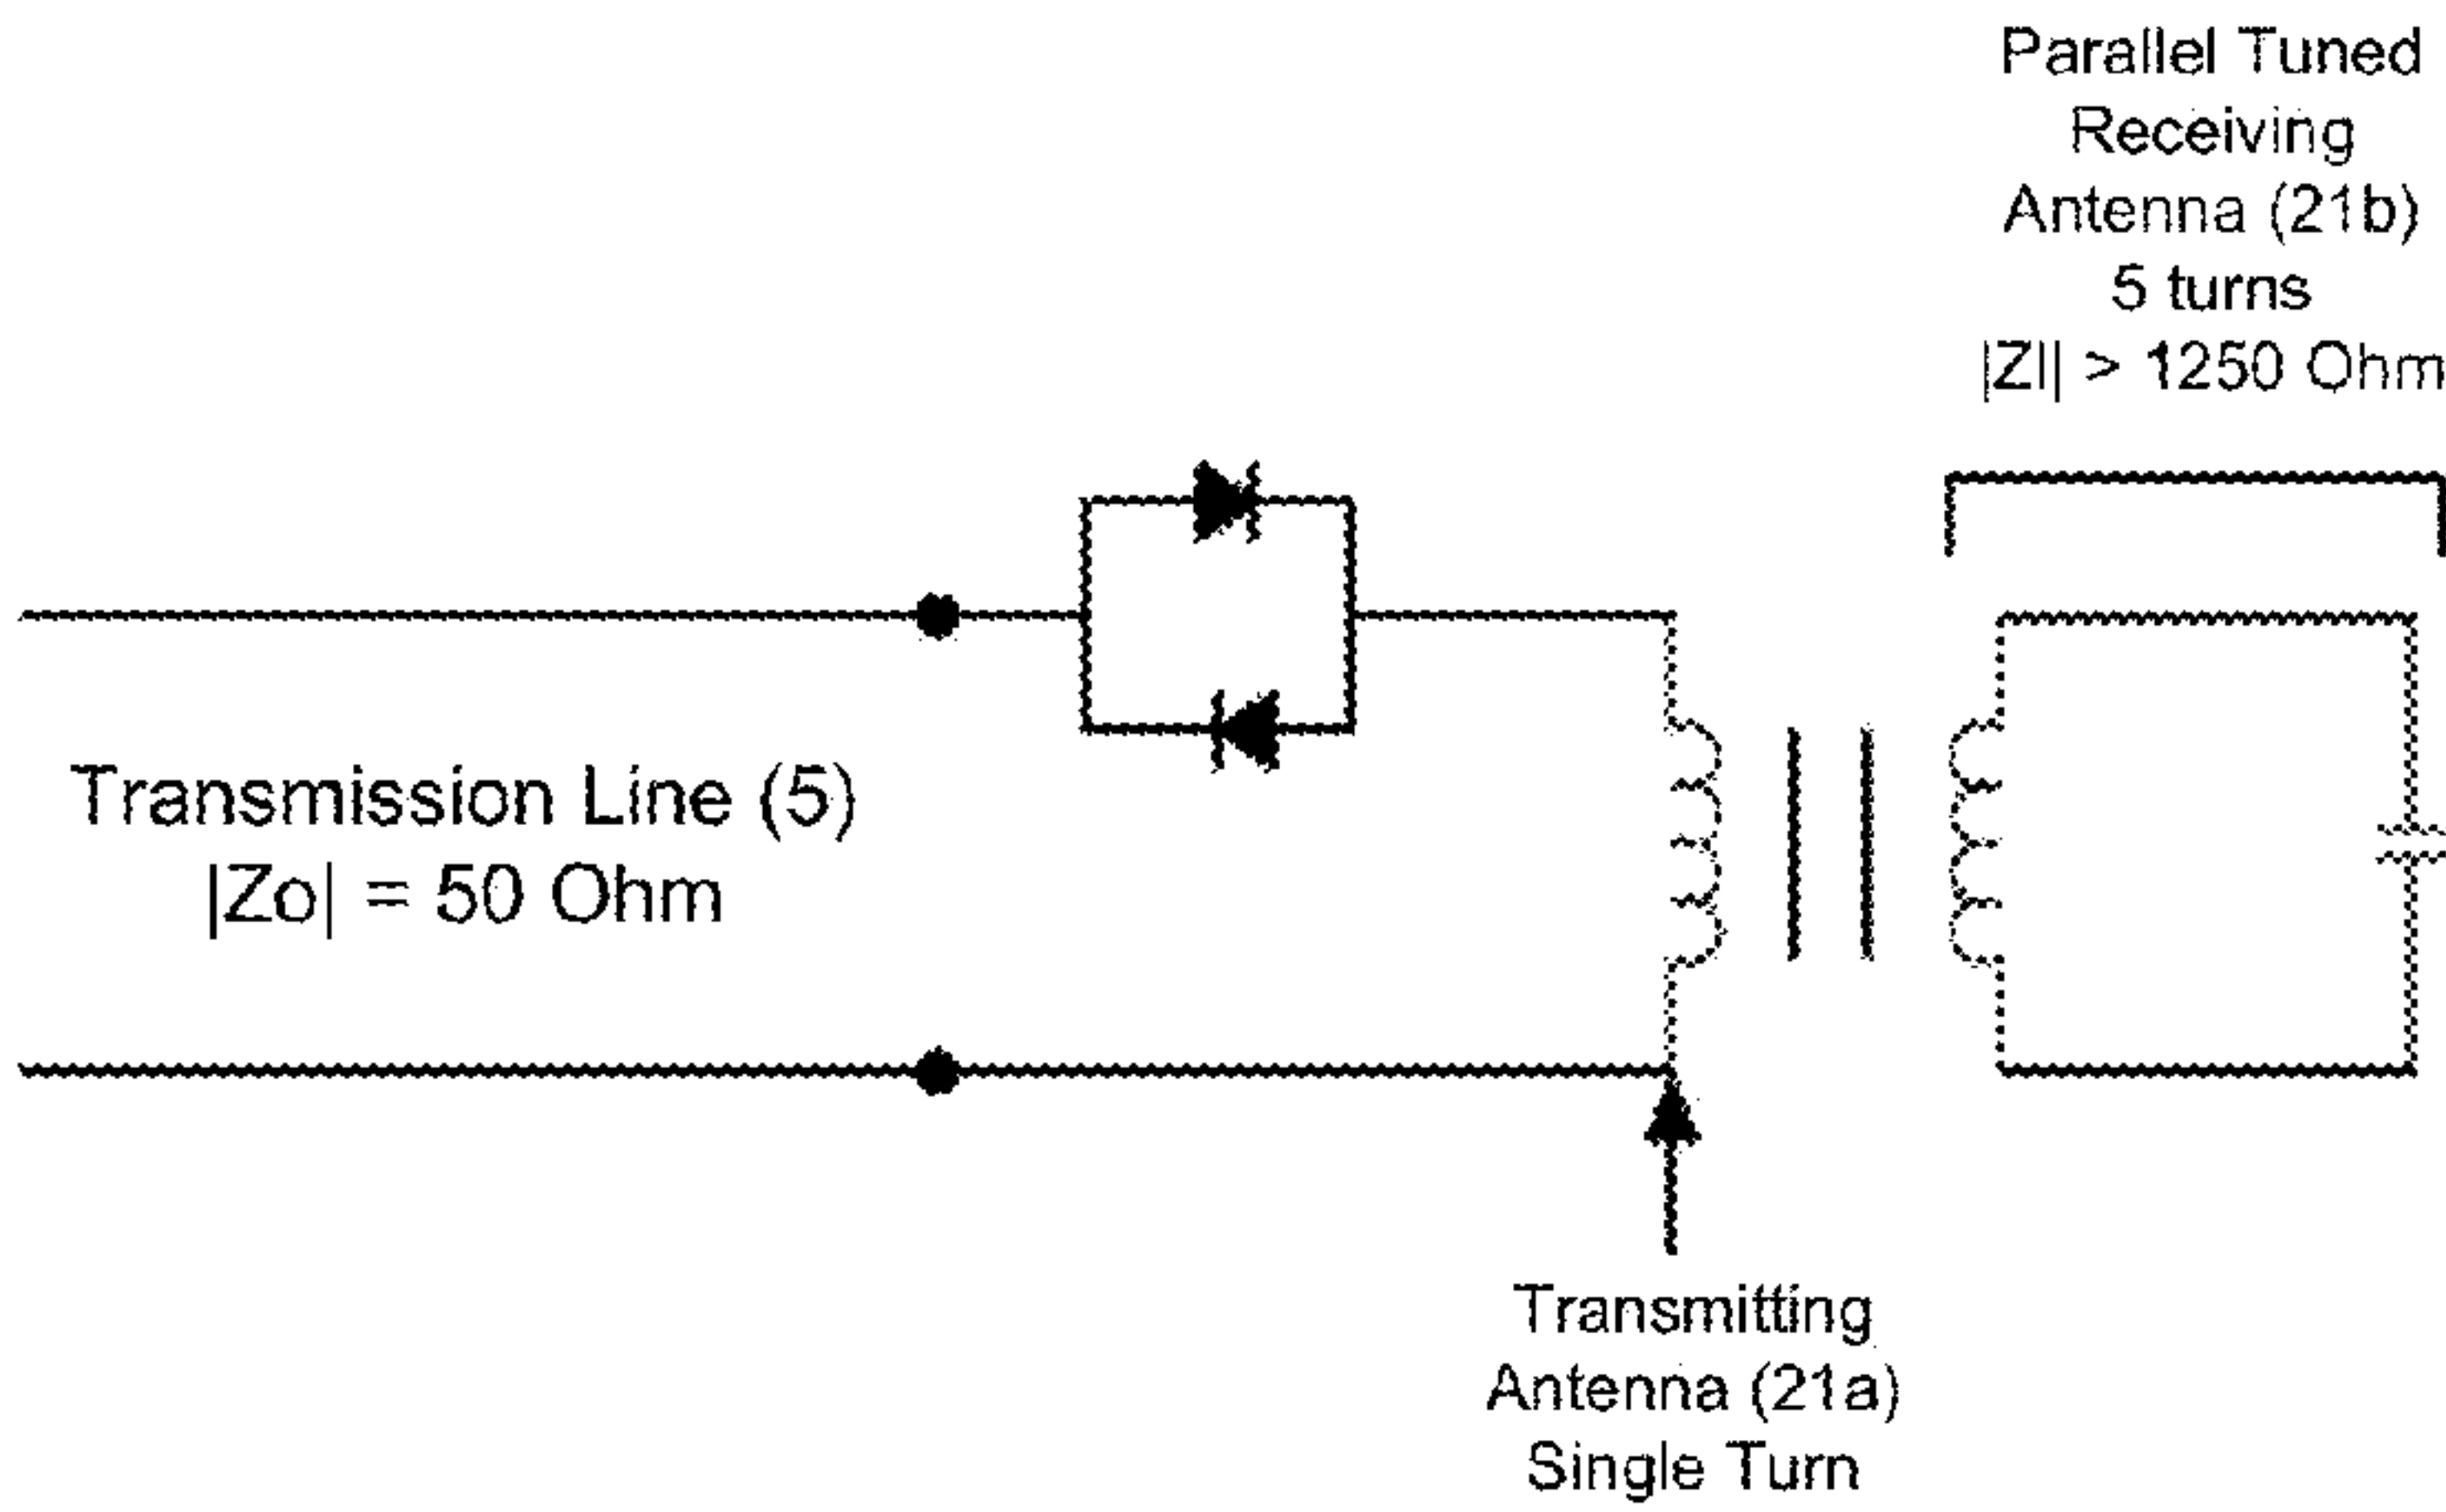 Parallel Tuned
Receiving
Antenna (21b)
5 turns
|Zl| > 1250 Ohm
Transmission Line (5)
|Zo| = 50 Ohm
Transmitting
Antenna (21a)
Single Turn